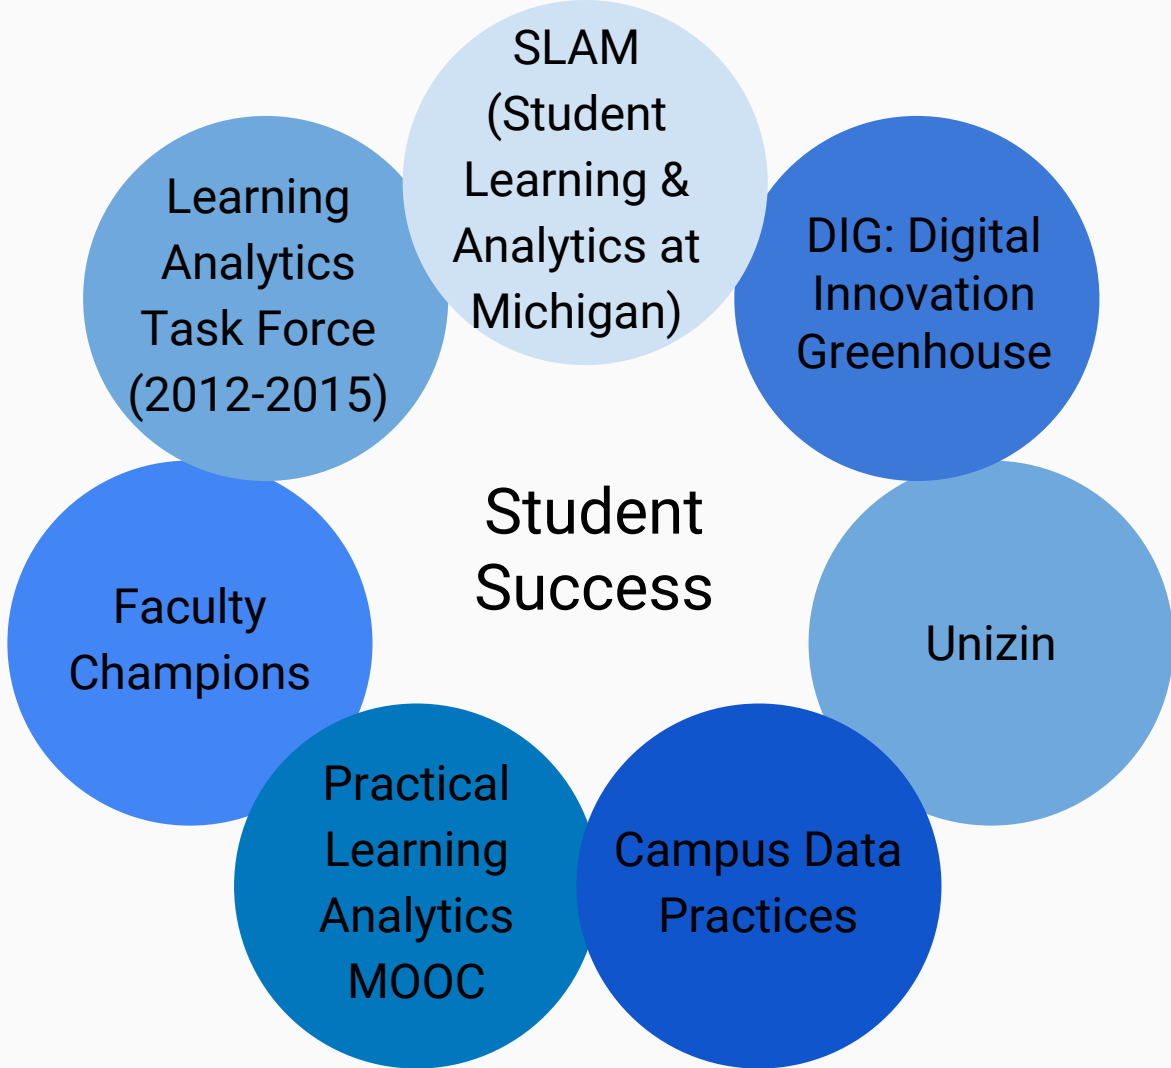 SLAM
(Student
Learning &
Analytics at
Michigan)
Learning
Analytics
Task Force
(2012-2015)
DIG: Digital
Innovation
Greenhouse
Student
Success
Faculty
Champions
Unizin
Practical
Learning
Analytics
MOOC
Campus Data
Practices